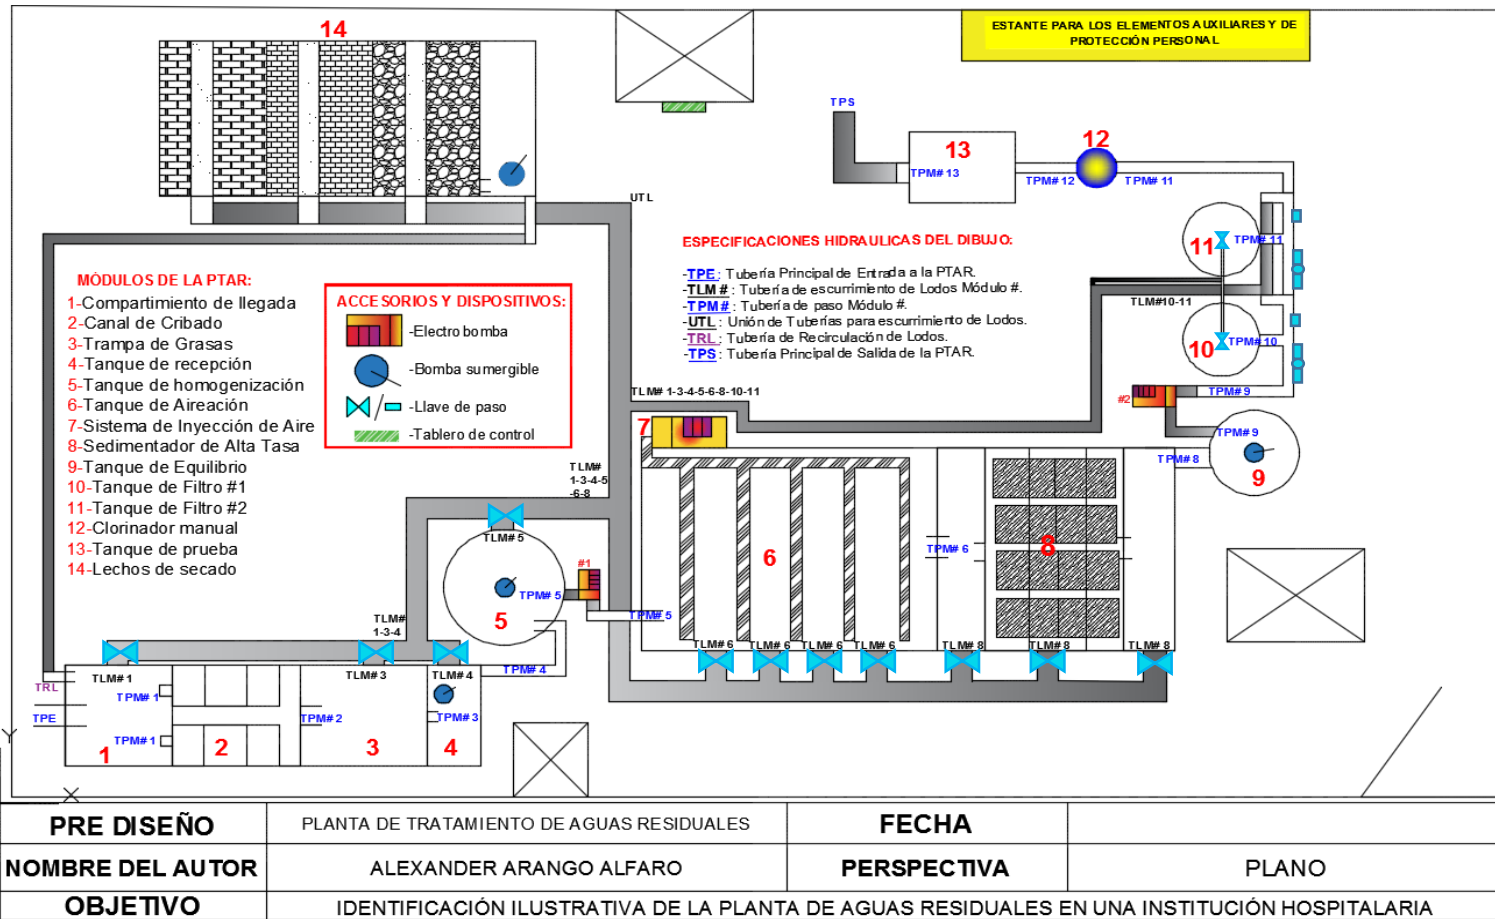 14
ESTANTE PARA LOS ELEMENTOS AUXILIARES Y DE
PROTECCIÓN PERSONAL
TPS
13
12
TPM# 13
TPM# 12
TPM# 11
UTL
11
TPM# 11
ESPECIFICACIONES HIDRAULICAS DEL DIBUJO:
-TPE: Tubería Principal de Entrada a la PTAR.
-TLM #: Tubería de escurrimiento de Lodos Módulo #.
-TPM #: Tubería de paso Módulo #.
-UTL: Unión de Tuberías para escurrimiento de Lodos.
-TRL: Tubería de Recirculación de Lodos.
-TPS: Tubería Principal de Salida de la PTAR.
TLM#10-11
10
TPM# 10
MÓDULOS DE LA PTAR:
1-Compartimiento de llegada
2-Canal de Cribado
3-Trampa de Grasas
4-Tanque de recepción
5-Tanque de homogenización
6-Tanque de Aireación
7-Sistema de Inyección de Aire
8-Sedimentador de Alta Tasa
9-Tanque de Equilibrio
10-Tanque de Filtro #1
11-Tanque de Filtro #2
12-Clorinador manual
13-Tanque de prueba
14-Lechos de secado
ACCESORIOS Y DISPOSITIVOS:
-Electro bomba
-Bomba sumergible
/ -Llave de paso
-Tablero de control
TLM# 1-3-4-5-6-8-10-11
#2
TPM# 9
7
TPM# 9
TPM# 8
9
TLM#
1-3-4-5
-6-8
TLM# 5
#1
TPM# 5
5
TPM# 5
6
TPM# 6
8
TLM#
1-3-4
TLM# 6
TLM# 6
TLM# 6
TLM# 6
TLM# 8
TLM# 8
TLM# 8
TPM# 4
TRL
TLM# 1
TLM# 3
TLM# 4
TPM# 1
TPE
TPM# 2
TPM# 3
TPM# 1
1
2
3
4
Y
X
PRE DISEÑO
PLANTA DE TRATAMIENTO DE AGUAS RESIDUALES
FECHA
NOMBRE DEL AUTOR
ALEXANDER ARANGO ALFARO
PERSPECTIVA
PLANO
OBJETIVO
IDENTIFICACIÓN ILUSTRATIVA DE LA PLANTA DE AGUAS RESIDUALES EN UNA INSTITUCIÓN HOSPITALARIA